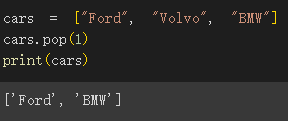 cars = ["Ford", "Volvo", "BMW"]
cars.pop(1)
print(cars)
['Ford', 'BMW']